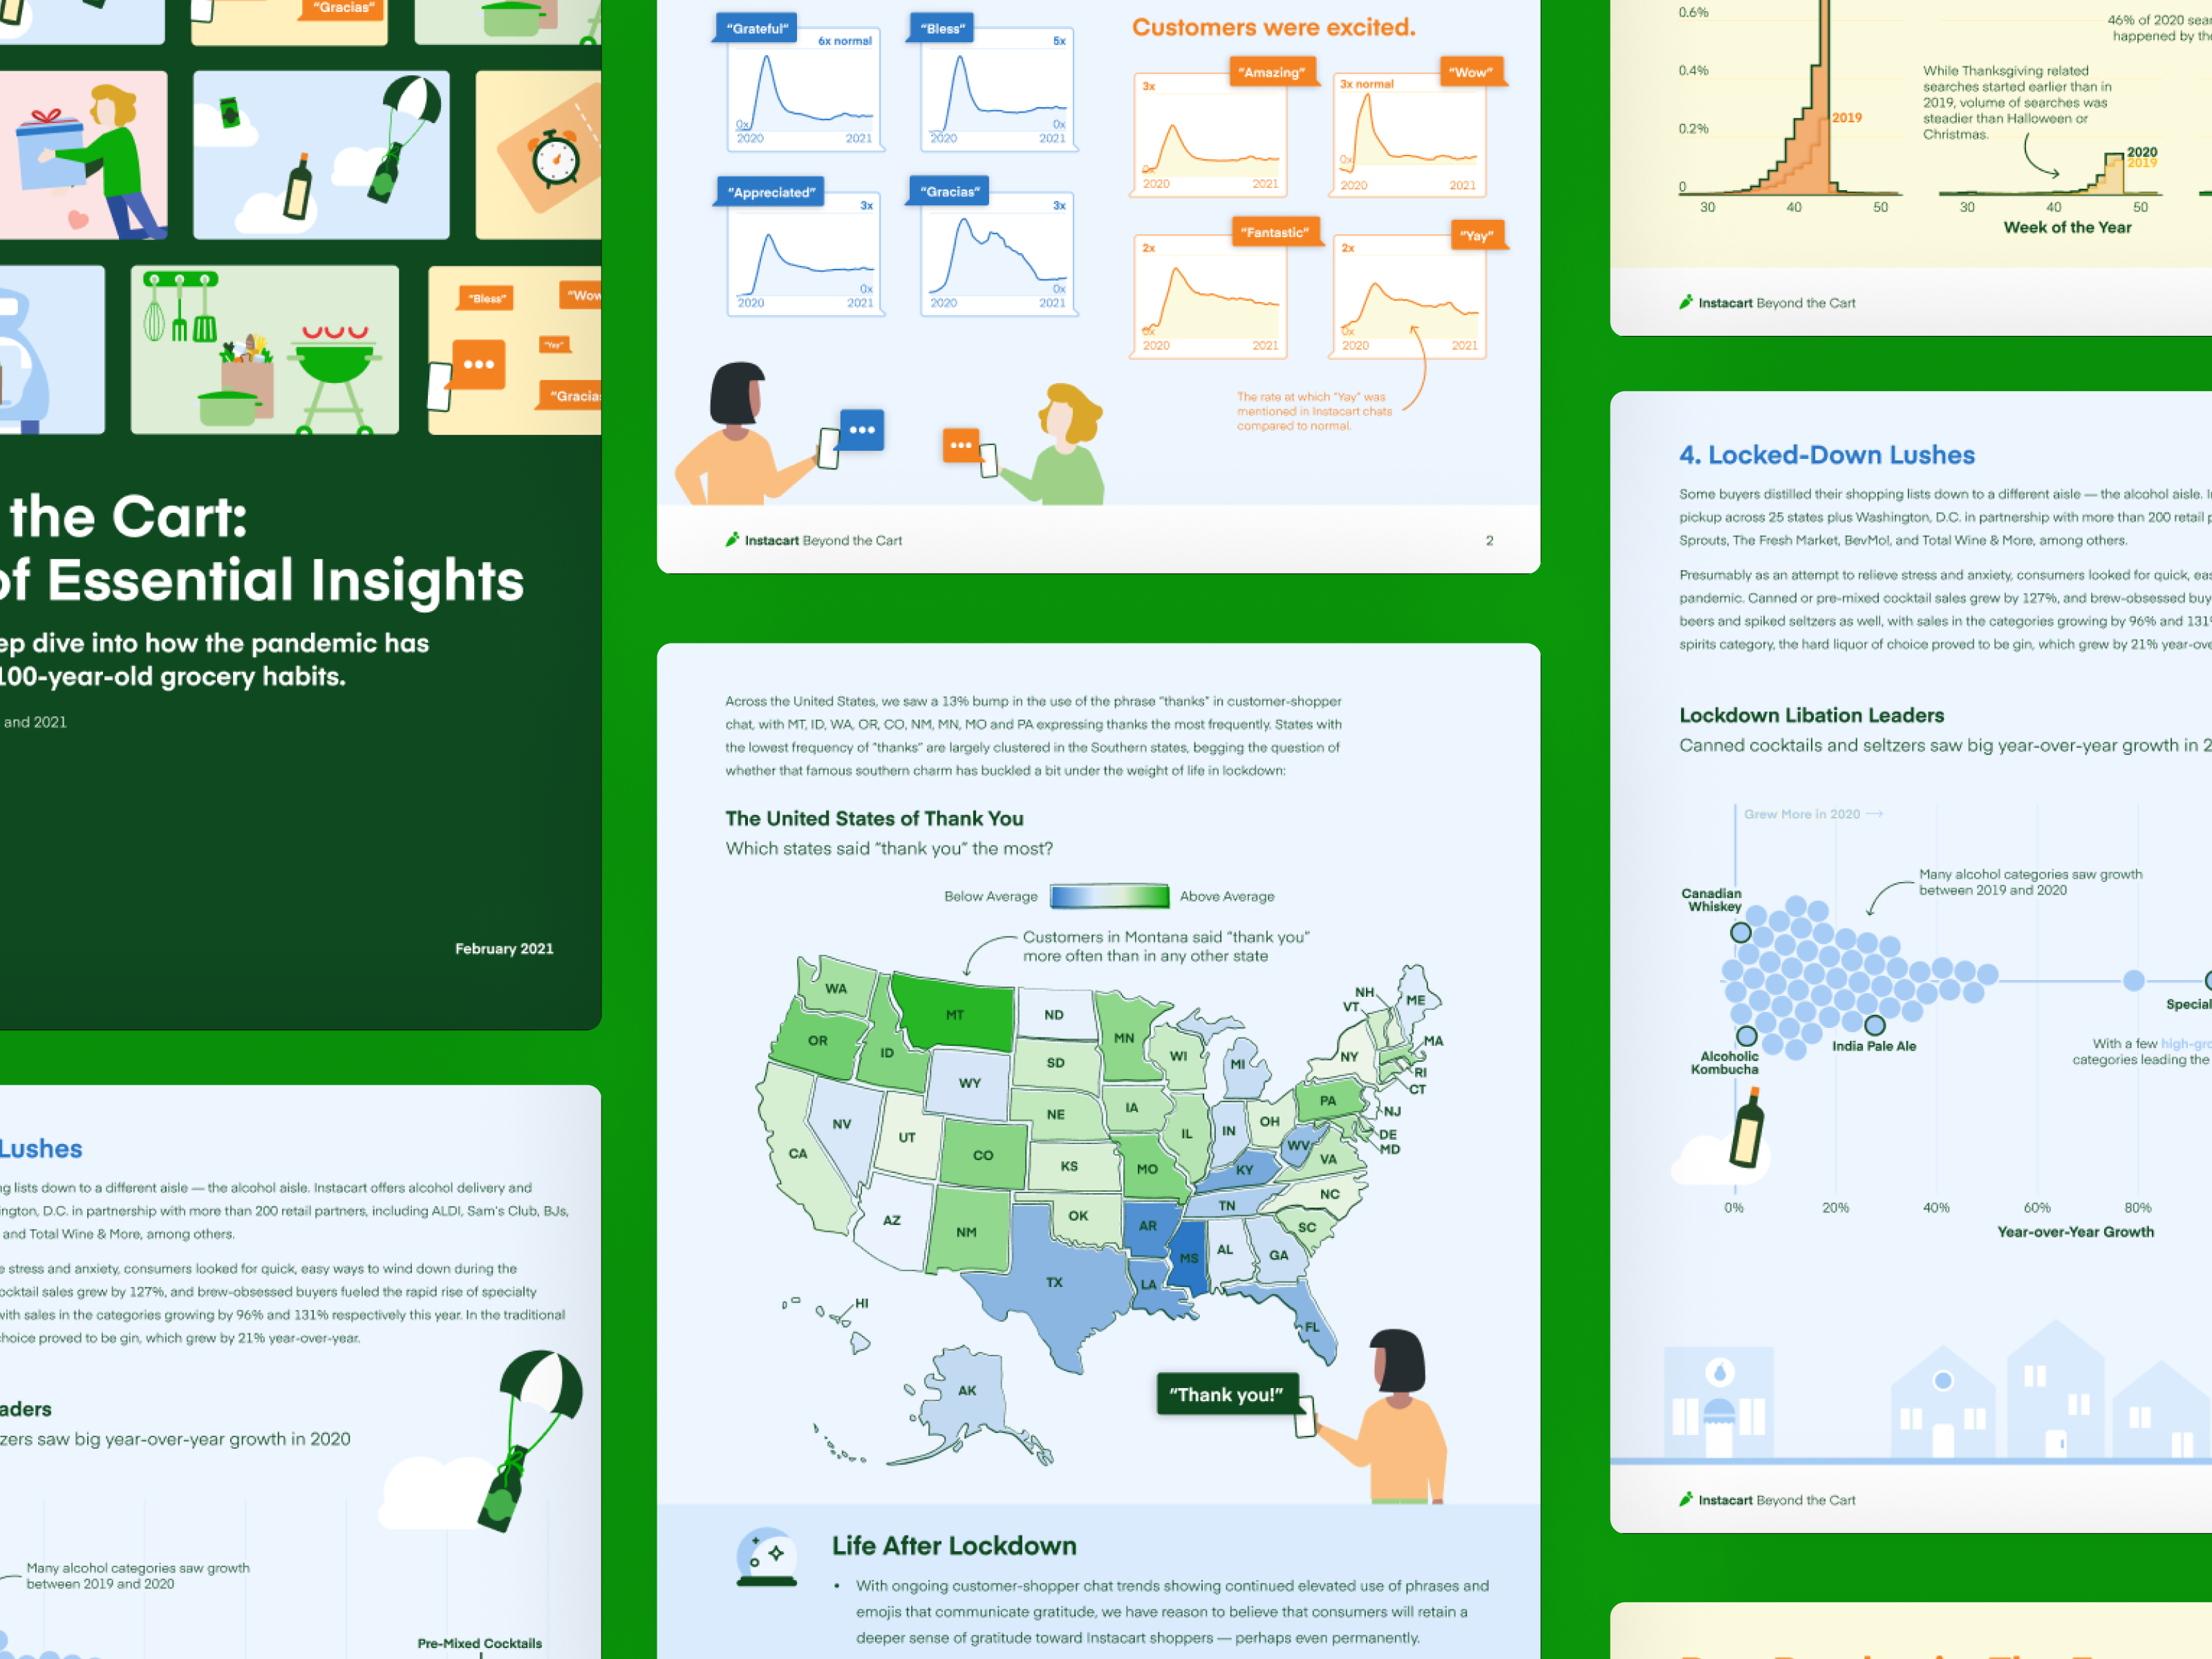 "Gracias"
"Bless"
"Wow
"Yay"
"Gracias
the Cart:
of Essential Insights
ep dive into how the pandemic has
100-year-old grocery habits.
and 2021
February 2021
Lushes
ng lists down to a different aisle — the alcohol aisle. Instacart offers alcohol delivery and
ington, D.C. in partnership with more than 200 retail partners, including ALDI, Sam's Club, BJs,
and Total Wine & More, among others.
e stress and anxiety, consumers looked for quick, easy ways to wind down during the
ocktail sales grew by 127%, and brew-obsessed buyers fueled the rapid rise of specialty
with sales in the categories growing by 96% and 131% respectively this year. In the traditional
choice proved to be gin, which grew by 21% year-over-year.
aders
zers saw big year-over-year growth in 2020
Many alcohol categories saw growth
between 2019 and 2020
Pre-Mixed Cocktails
"Grateful"
6x normal
0x
2020
2021
"Bless"
5x
0x
2020
2021
"Appreciated"
3x
0x
2020
2021
"Gracias"
3x
0x
2020
2021
Customers were excited.
"Amazing"
3x
0x
2020
2021
"Wow"
3x normal
0x
2020
2021
"Fantastic"
2x
0x
2020
2021
"Yay"
2x
0x
2020
2021
The rate at which "Yay" was
mentioned in Instacart chats
compared to normal.
Instacart Beyond the Cart
2
Across the United States, we saw a 13% bump in the use of the phrase "thanks" in customer-shopper
chat, with MT, ID, WA, OR, CO, NM, MN, MO and PA expressing thanks the most frequently. States with
the lowest frequency of "thanks" are largely clustered in the Southern states, begging the question of
whether that famous southern charm has buckled a bit under the weight of life in lockdown:
The United States of Thank You
Which states said "thank you" the most?
Below Average
Above Average
Customers in Montana said "thank you"
more often than in any other state
WA
MT
ND
MN
NH
VT
ME
OR
ID
SD
WI
MI
NY
MA
RI
CT
WY
NE
IA
PA
NJ
NV
UT
IL
IN
OH
DE
MD
CA
CO
KS
MO
KY
WV
VA
AZ
NM
OK
AR
TN
NC
SC
TX
LA
MS
AL
GA
FL
HI
AK
"Thank you!"
Life After Lockdown
• With ongoing customer-shopper chat trends showing continued elevated use of phrases and
emojis that communicate gratitude, we have reason to believe that consumers will retain a
deeper sense of gratitude toward Instacart shoppers — perhaps even permanently.
0.6%
0.4%
0.2%
0
2019
30
40
50
46% of 2020 sear
happened by the
While Thanksgiving related
searches started earlier than in
2019, volume of searches was
steadier than Halloween or
Christmas.
2020
2019
30
40
50
Week of the Year
Instacart Beyond the Cart
4. Locked-Down Lushes
Some buyers distilled their shopping lists down to a different aisle — the alcohol aisle. In
pickup across 25 states plus Washington, D.C. in partnership with more than 200 retail p
Sprouts, The Fresh Market, BevMo!, and Total Wine & More, among others.
Presumably as an attempt to relieve stress and anxiety, consumers looked for quick, eas
pandemic. Canned or pre-mixed cocktail sales grew by 127%, and brew-obsessed buy
beers and spiked seltzers as well, with sales in the categories growing by 96% and 131%
spirits category, the hard liquor of choice proved to be gin, which grew by 21% year-ove
Lockdown Libation Leaders
Canned cocktails and seltzers saw big year-over-year growth in 2
Grew More in 2020 →
Many alcohol categories saw growth
between 2019 and 2020
Canadian
Whiskey
Special
India Pale Ale
Alcoholic
Kombucha
With a few high-gro
categories leading the
0%
20%
40%
60%
80%
Year-over-Year Growth
Instacart Beyond the Cart